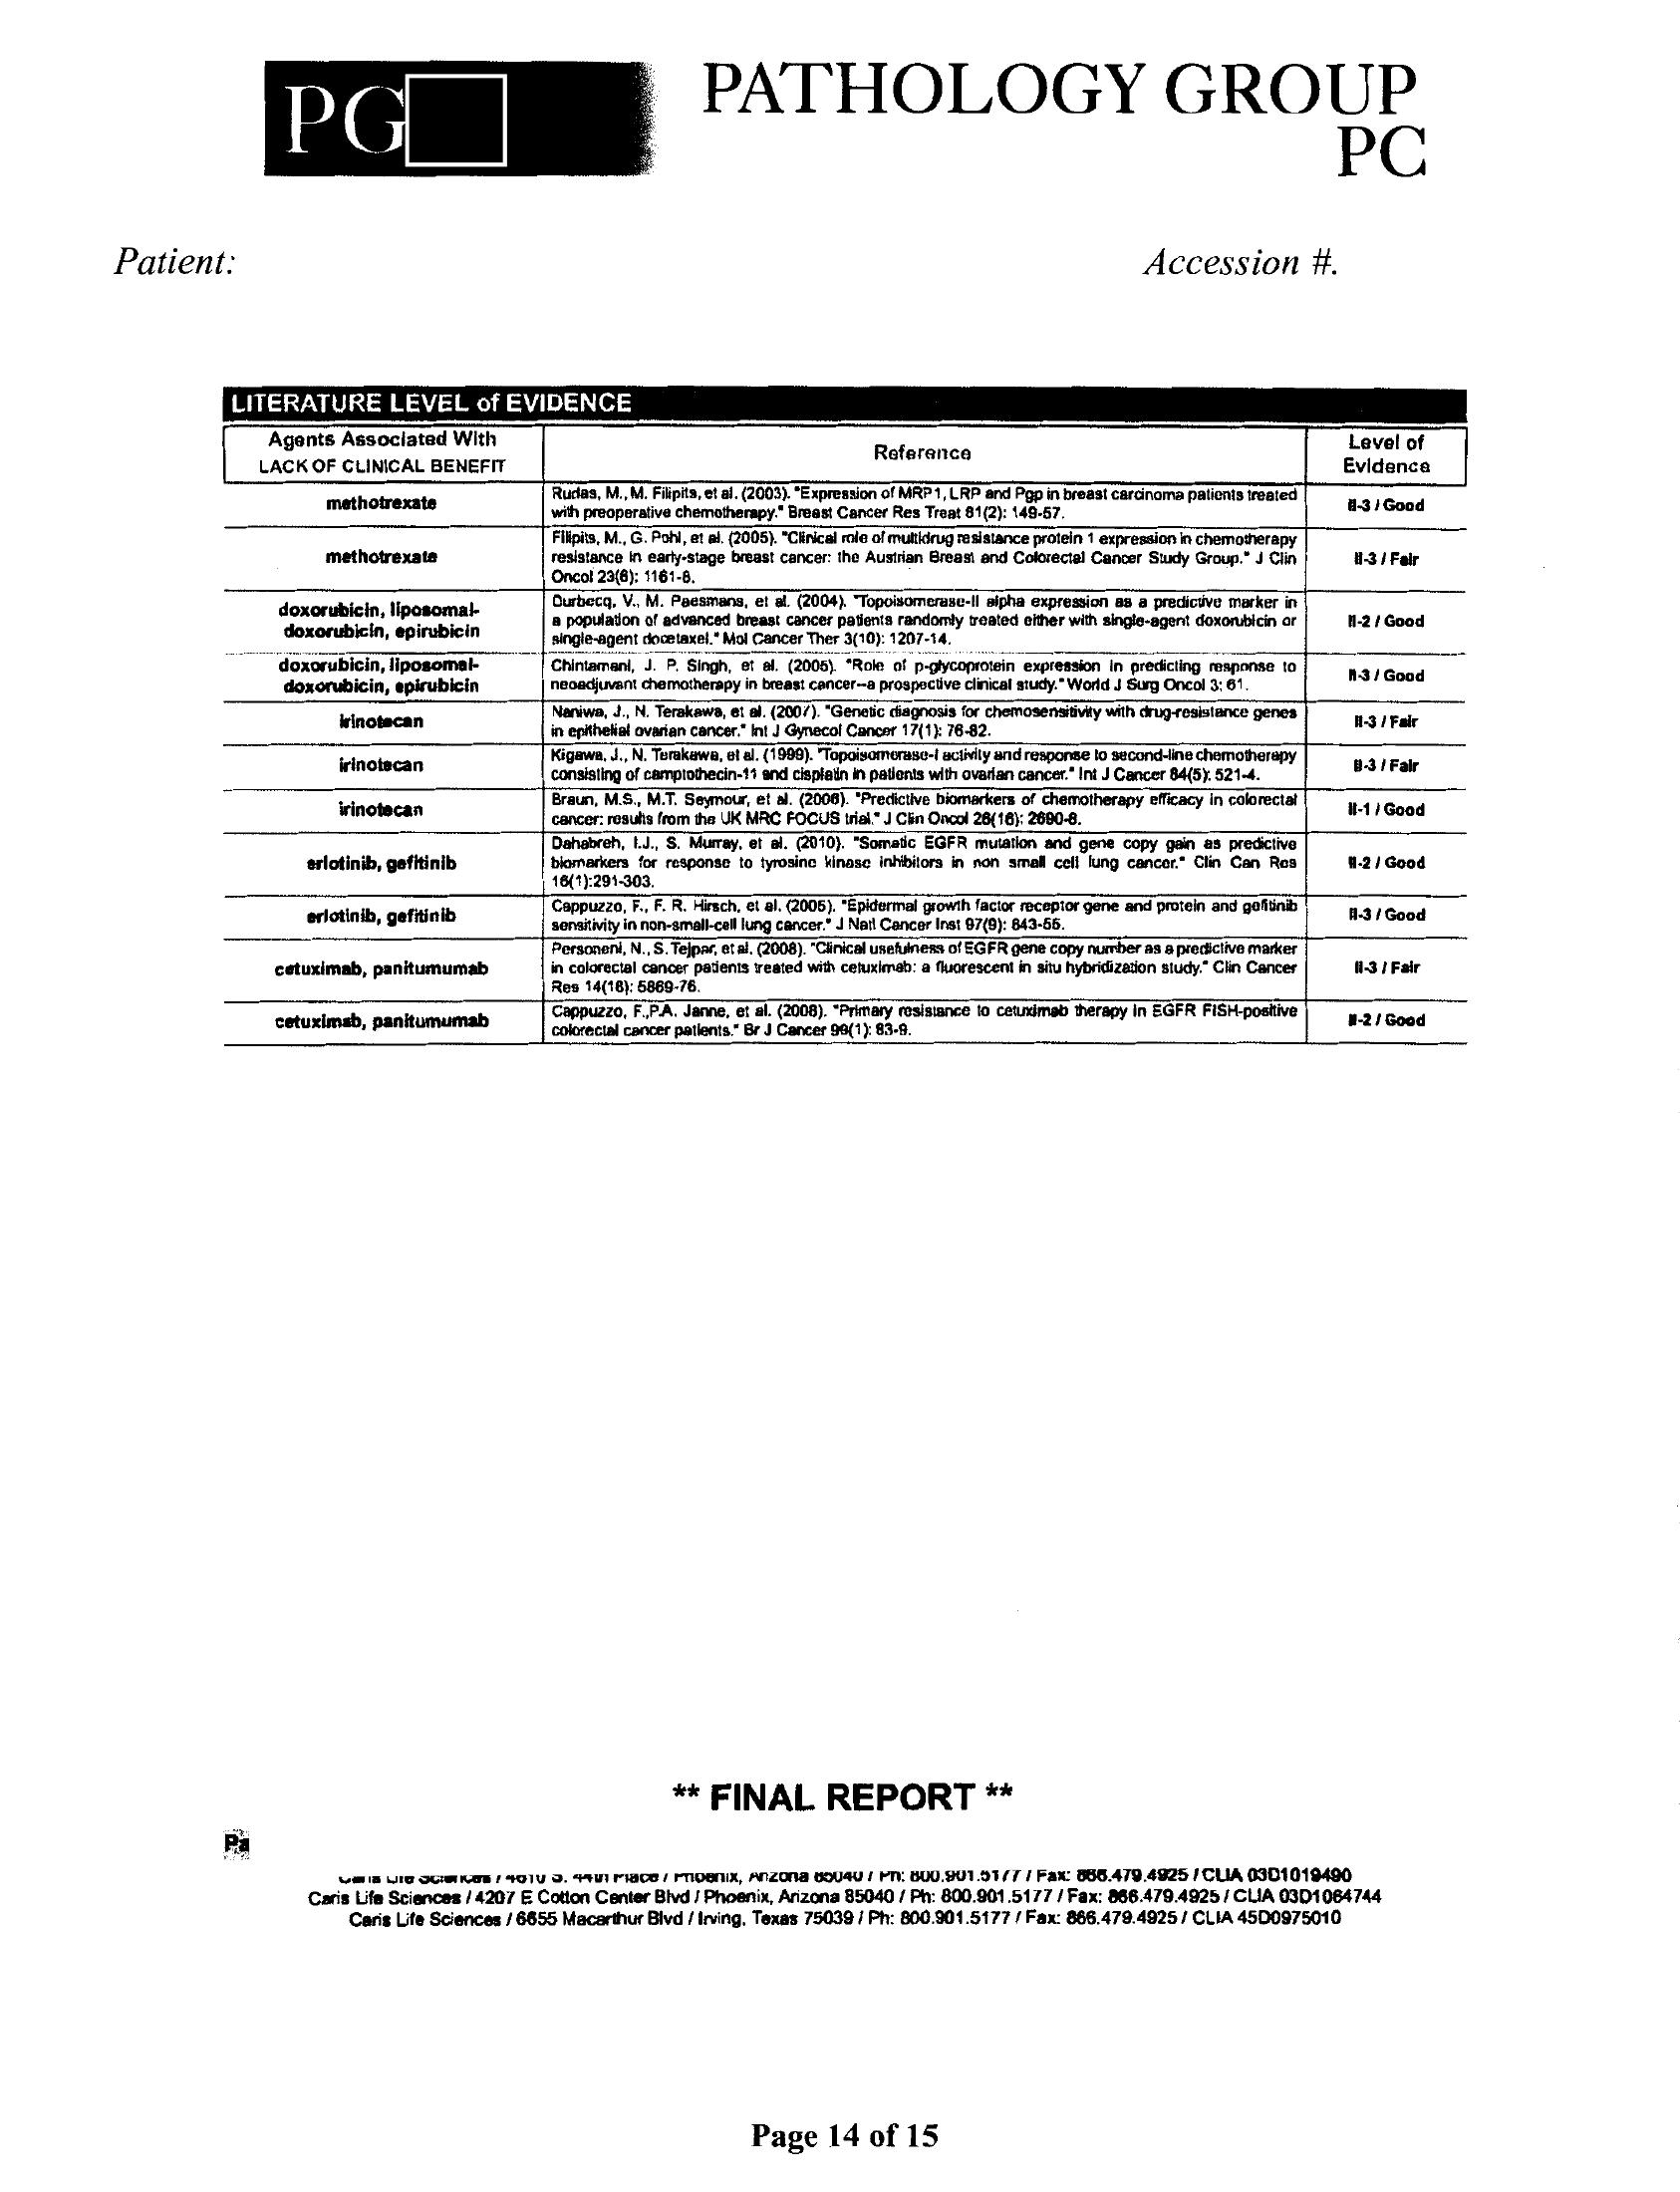 PG
PATHOLOGY GROUP
PC
Patient:
Accession #.
LITERATURE LEVEL of EVIDENCE
Agents Associated With
LACK OF CLINICAL BENEFIT
Reference
Level of
Evidence
methotrexate
Rudas, M., M. Filipits, et al. (2003). "Expression of MRP1, LRP and Pgp in breast carcinoma patients treated
with preoperative chemotherapy." Breast Cancer Res Treat 81(2): 149-57.
II-3 / Good
methotrexate
Filipits, M., G. Pohl, et al. (2005). "Clinical role of multidrug resistance protein 1 expression in chemotherapy
resistance in early-stage breast cancer: the Austrian Breast and Colorectal Cancer Study Group." J Clin
Oncol 23(6): 1161-8.
II-3 / Fair
doxorubicin, liposomal-
doxorubicin, epirubicin
Durbecq, V., M. Paesmans, et al. (2004). "Topoisomerase-II alpha expression as a predictive marker in
a population of advanced breast cancer patients randomly treated either with single-agent doxorubicin or
single-agent docetaxel." Mol Cancer Ther 3(10): 1207-14.
II-2 / Good
doxorubicin, liposomal-
doxorubicin, epirubicin
Chintamani, J. P. Singh, et al. (2005). "Role of p-glycoprotein expression in predicting response to
neoadjuvant chemotherapy in breast cancer--a prospective clinical study." World J Surg Oncol 3: 61.
II-3 / Good
irinotecan
Naniwa, J., N. Terakawa, et al. (2007). "Genetic diagnosis for chemosensitivity with drug-resistance genes
in epithelial ovarian cancer." Int J Gynecol Cancer 17(1): 76-82.
II-3 / Fair
irinotecan
Kigawa, J., N. Terakawa, et al. (1999). "Topoisomerase-I activity and response to second-line chemotherapy
consisting of camptothecin-11 and cisplatin in patients with ovarian cancer." Int J Cancer 84(5): 521-4.
II-3 / Fair
irinotecan
Braun, M.S., M.T. Seymour, et al. (2008). "Predictive biomarkers of chemotherapy efficacy in colorectal
cancer: results from the UK MRC FOCUS trial." J Clin Oncol 26(16): 2690-8.
II-1 / Good
erlotinib, gefitinib
Dahabreh, I.J., S. Murray, et al. (2010). "Somatic EGFR mutation and gene copy gain as predictive
biomarkers for response to tyrosine kinase inhibitors in non small cell lung cancer." Clin Can Res
16(1):291-303.
II-2 / Good
erlotinib, gefitinib
Cappuzzo, F., F. R. Hirsch, et al. (2005). "Epidermal growth factor receptor gene and protein and gefitinib
sensitivity in non-small-cell lung cancer." J Natl Cancer Inst 97(9): 643-55.
II-3 / Good
cetuximab, panitumumab
Personeni, N., S. Tejpar, et al. (2008). "Clinical usefulness of EGFR gene copy number as a predictive marker
in colorectal cancer patients treated with cetuximab: a fluorescent in situ hybridization study." Clin Cancer
Res 14(18): 5869-76.
II-3 / Fair
cetuximab, panitumumab
Cappuzzo, F.,P.A. Janne, et al. (2008). "Primary resistance to cetuximab therapy in EGFR FISH-positive
colorectal cancer patients." Br J Cancer 99(1): 83-9.
II-2 / Good
** FINAL REPORT **
Pa
Caris Life Sciences / 4610 S. 44th Place / Phoenix, Arizona 85040 / Ph: 800.901.5177 / Fax: 866.479.4925 / CLIA 03D1019490
Caris Life Sciences / 4207 E Cotton Center Blvd / Phoenix, Arizona 85040 / Ph: 800.901.5177 / Fax: 866.479.4925 / CLIA 03D1064744
Caris Life Sciences / 6655 Macarthur Blvd / Irving, Texas 75039 / Ph: 800.901.5177 / Fax: 866.479.4925 / CLIA 45D0975010
Page 14 of 15